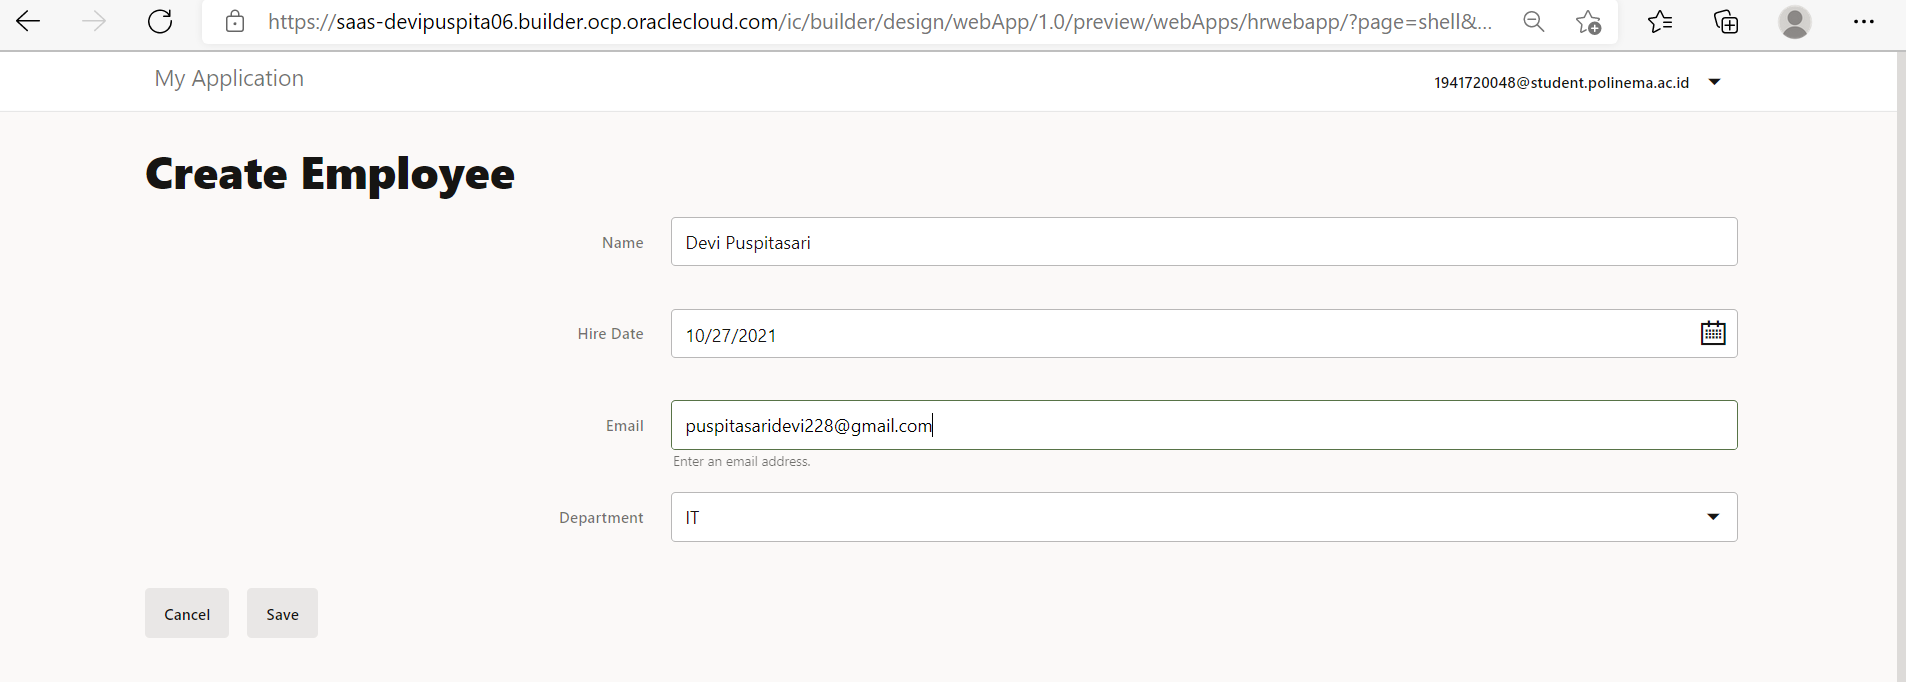 https://saas-devipuspita06.builder.ocp.oraclecloud.com/ic/builder/design/webApp/1.0/preview/webApps/hrwebapp/?page=shell&...
My Application
1941720048@student.polinema.ac.id
Create Employee
Name
Devi Puspitasari
Hire Date
10/27/2021
Email
puspitasaridevi228@gmail.com
Enter an email address.
Department
IT
Cancel
Save